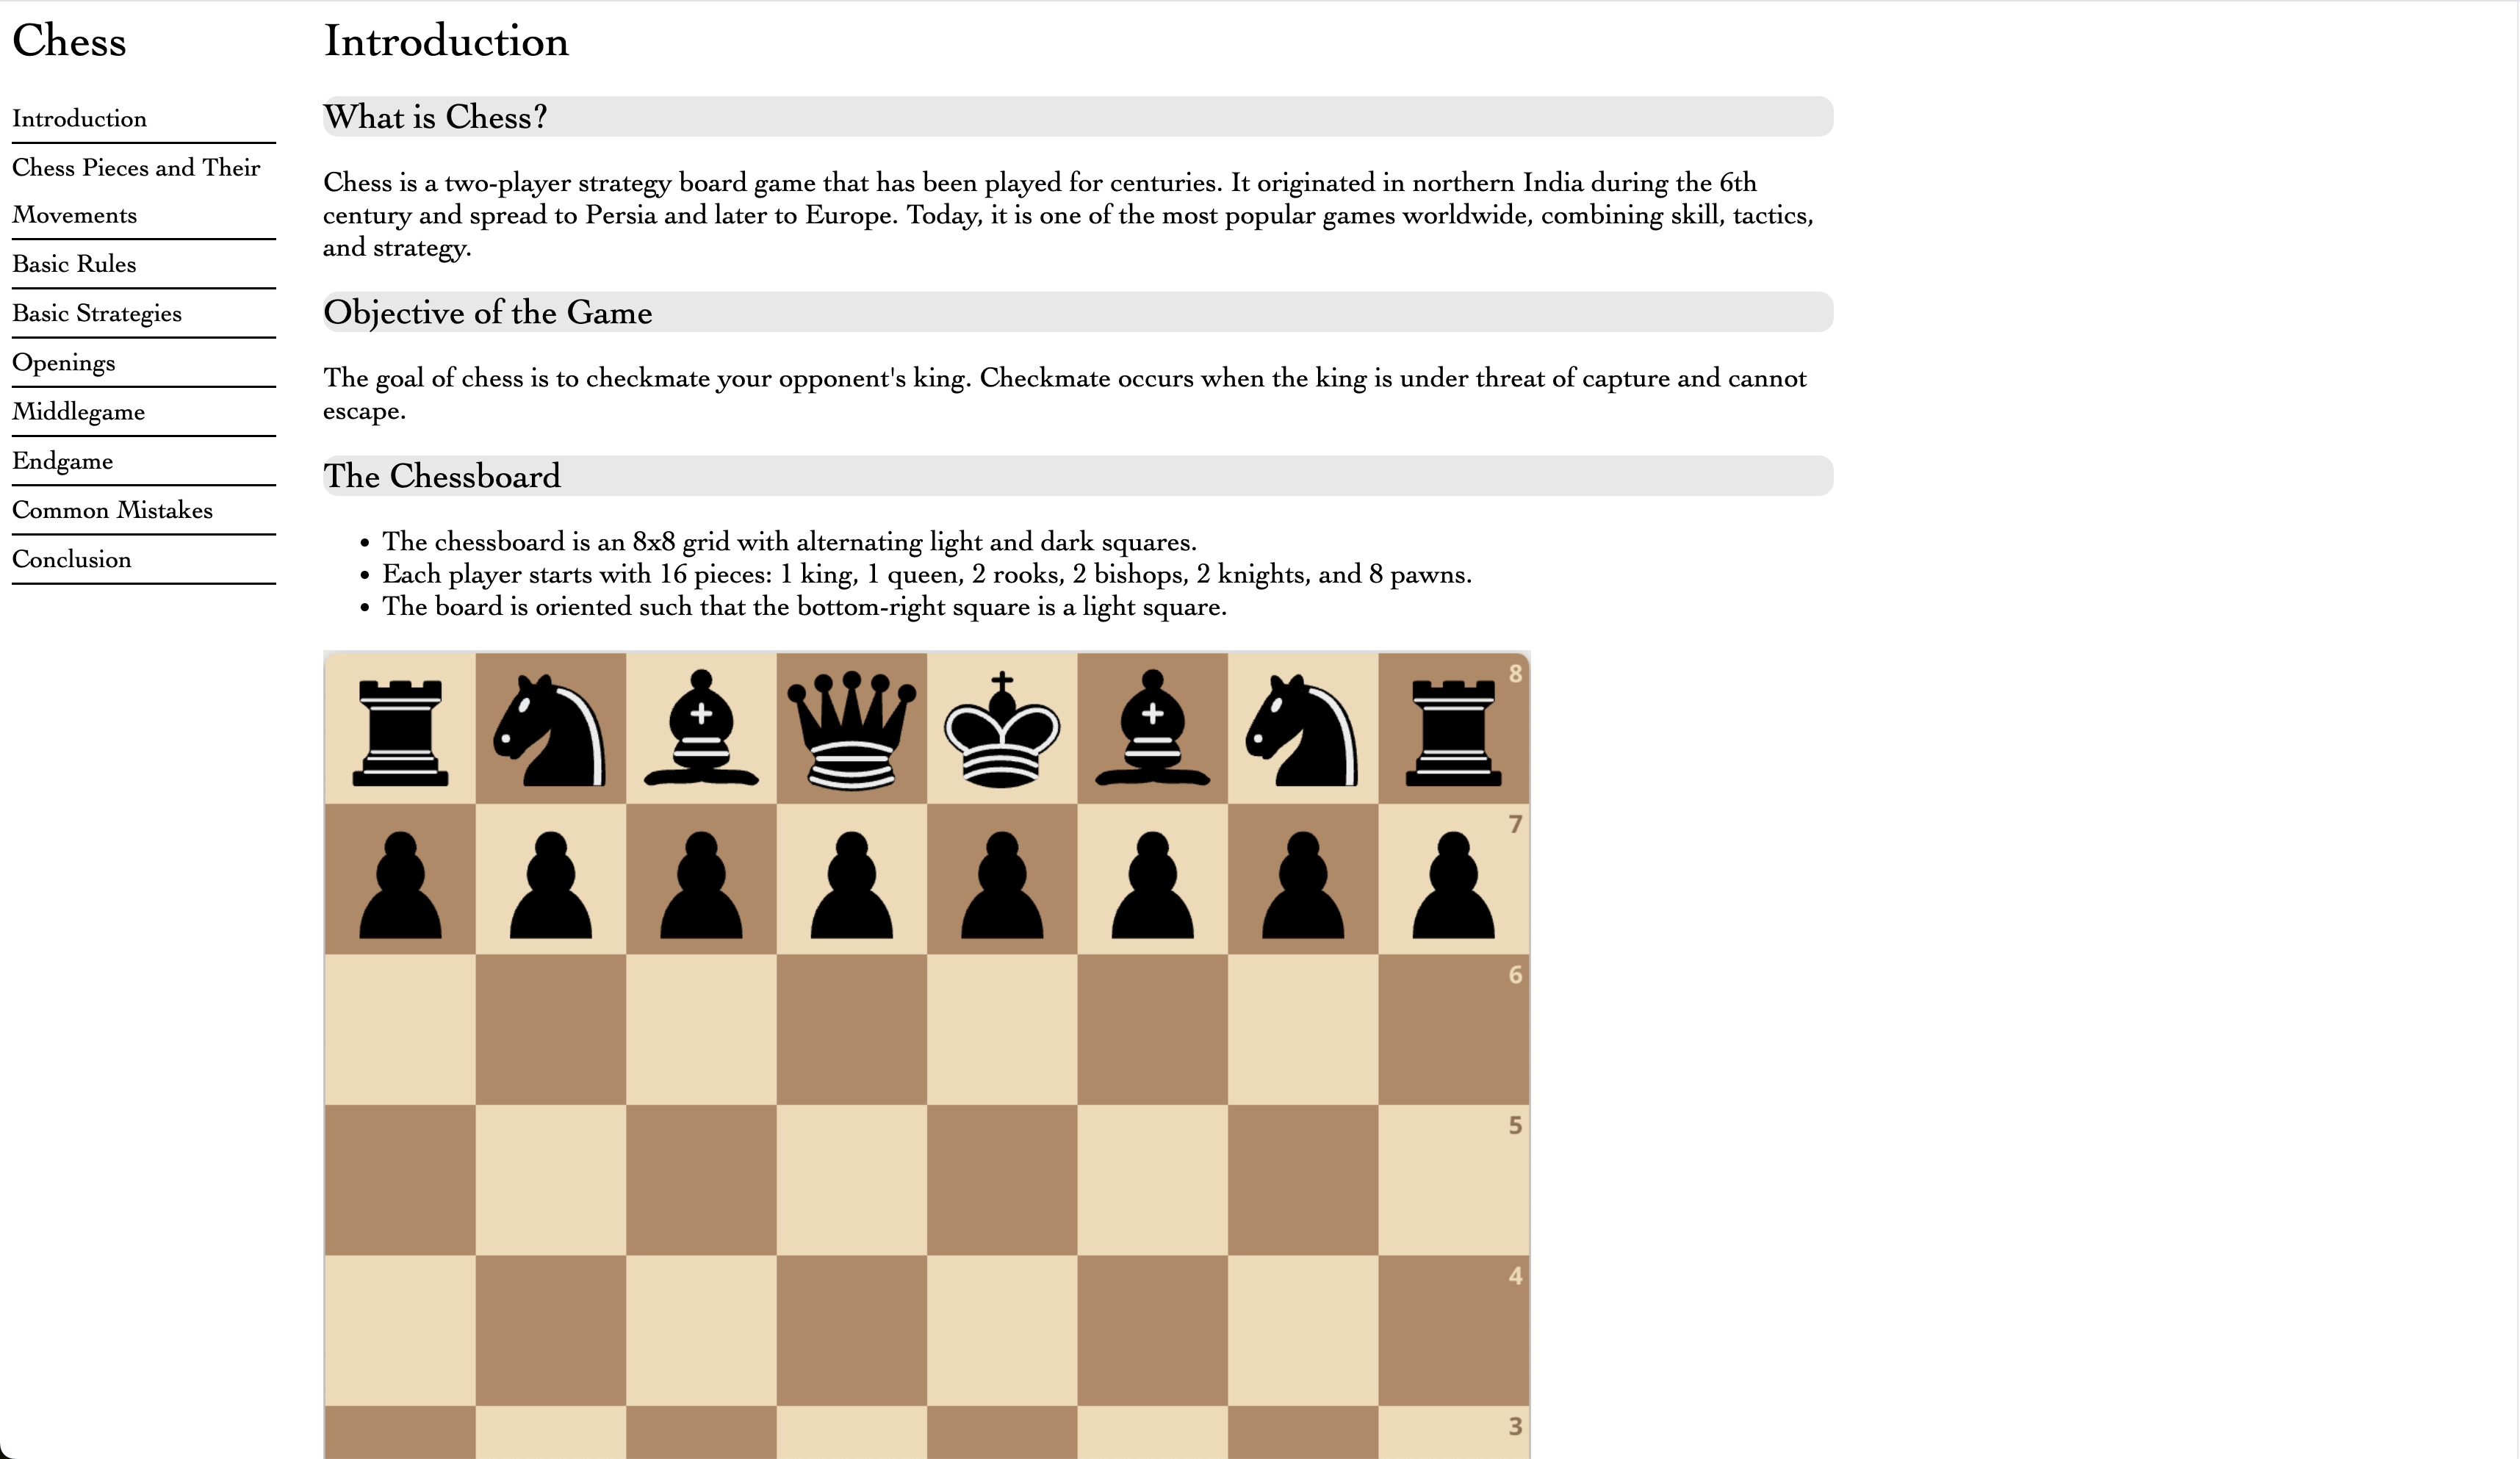 Chess
Introduction
Chess Pieces and Their
Movements
Basic Rules
Basic Strategies
Openings
Middlegame
Endgame
Common Mistakes
Conclusion
Introduction
What is Chess?
Chess is a two-player strategy board game that has been played for centuries. It originated in northern India during the 6th
century and spread to Persia and later to Europe. Today, it is one of the most popular games worldwide, combining skill, tactics,
and strategy.
Objective of the Game
The goal of chess is to checkmate your opponent's king. Checkmate occurs when the king is under threat of capture and cannot
escape.
The Chessboard
• The chessboard is an 8x8 grid with alternating light and dark squares.
• Each player starts with 16 pieces: 1 king, 1 queen, 2 rooks, 2 bishops, 2 knights, and 8 pawns.
• The board is oriented such that the bottom-right square is a light square.
8
7
6
5
4
3